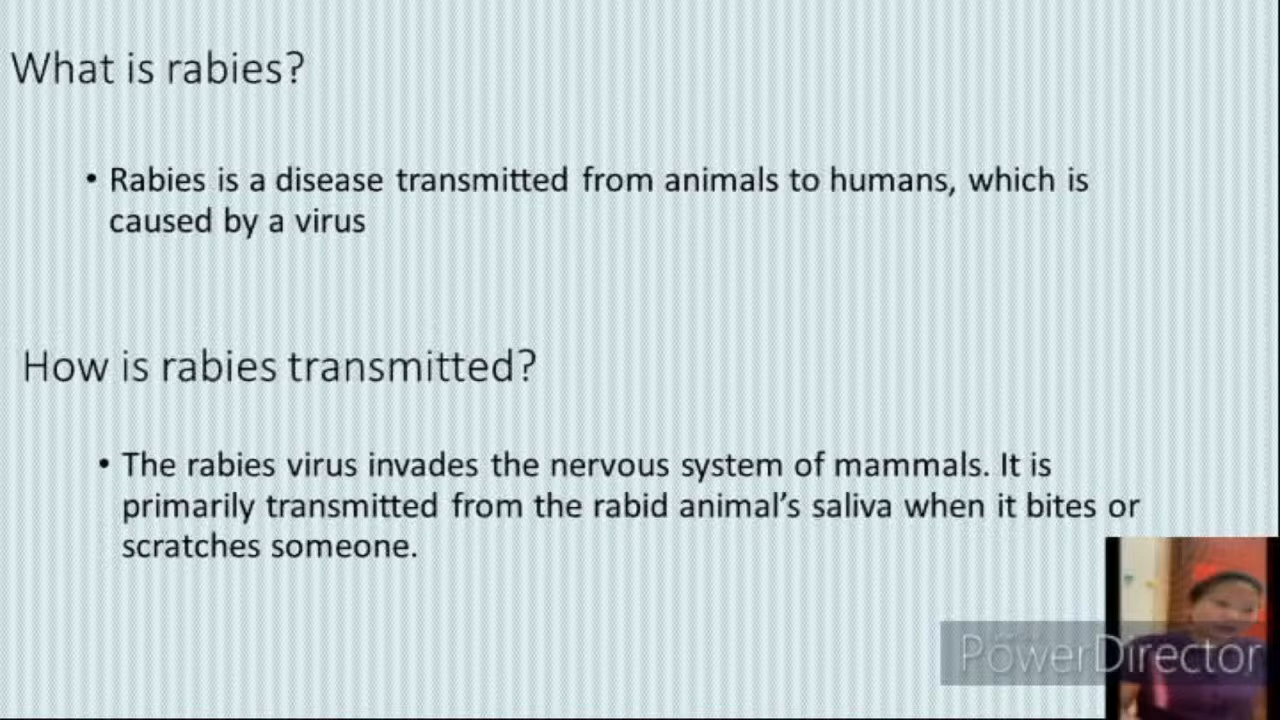 What is rabies?
• Rabies is a disease transmitted from animals to humans, which is
caused by a virus
How is rabies transmitted?
• The rabies virus invades the nervous system of mammals. It is
primarily transmitted from the rabid animal’s saliva when it bites or
scratches someone.
PowerDirector